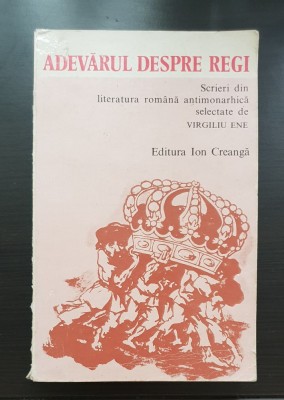 ADEVĂRUL DESPRE REGI
Scrieri din
literatura română antimonarhică
selectate de
VIRGILIU ENE
Editura Ion Creangă